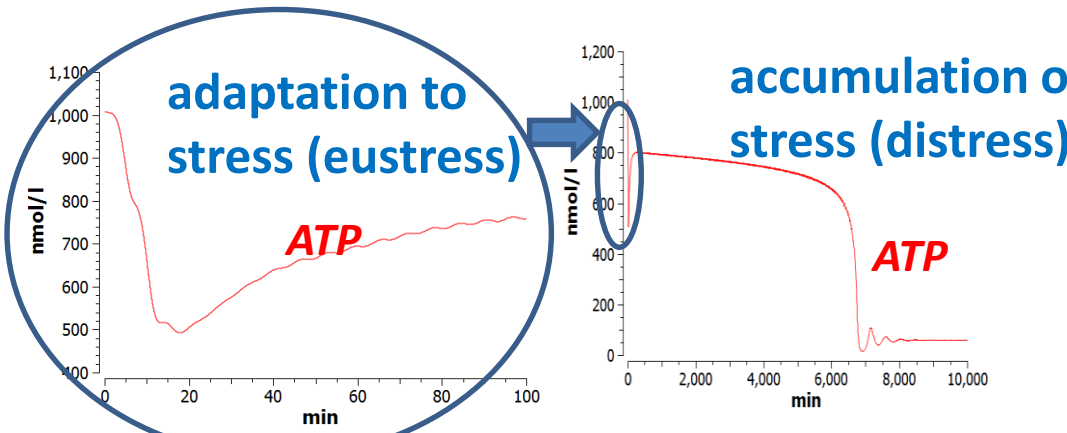 adaptation to
stress (eustress)
ATP
1,100
1,000
900
800
700
600
500
400
nmol/l
0
20
40
60
80
100
min
accumulation o
stress (distress)
ATP
1,200
1,000
800
600
400
200
0
nmol/l
0
2,000
4,000
6,000
8,000
10,000
min